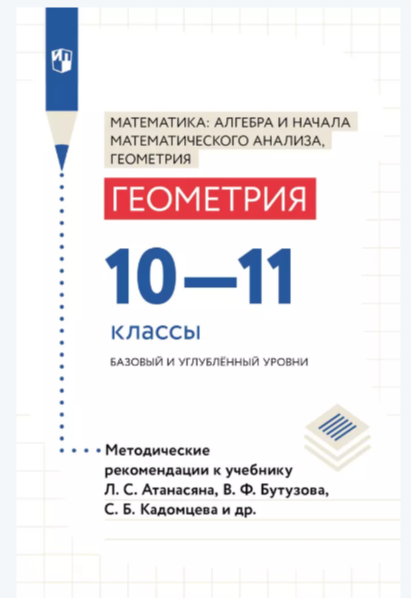 МАТЕМАТИКА: АЛГЕБРА И НАЧАЛА
МАТЕМАТИЧЕСКОГО АНАЛИЗА,
ГЕОМЕТРИЯ
ГЕОМЕТРИЯ
10—11
классы
БАЗОВЫЙ И УГЛУБЛЁННЫЙ УРОВНИ
Методические
рекомендации к учебнику
Л. С. Атанасяна, В. Ф. Бутузова,
С. Б. Кадомцева и др.